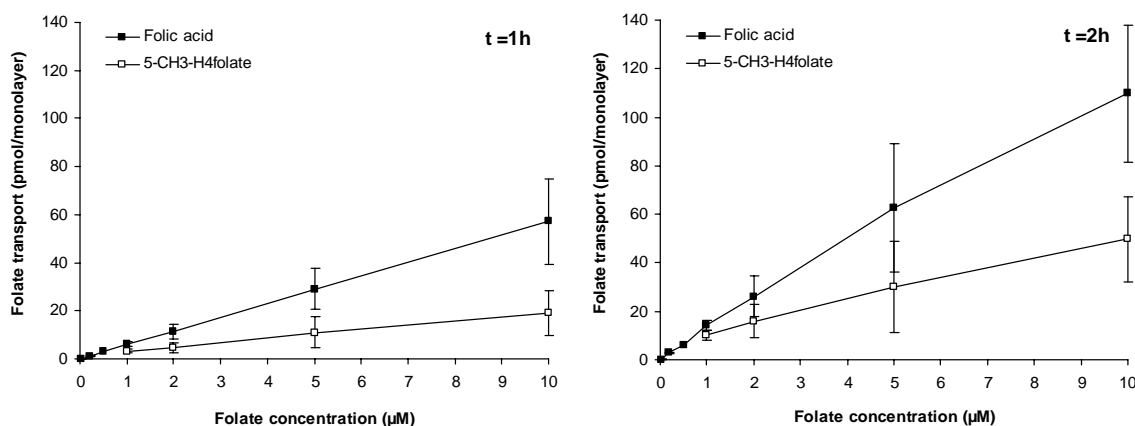 140
120
100
80
60
40
20
0
Folate transport (pmol/monolayer)
Folic acid
5-CH3-H4folate
t =1h
0 1 2 3 4 5 6 7 8 9 10
Folate concentration (µM)
140
120
100
80
60
40
20
0
Folate transport (pmol/monolayer)
Folic acid
5-CH3-H4folate
t =2h
0 1 2 3 4 5 6 7 8 9 10
Folate concentration (µM)